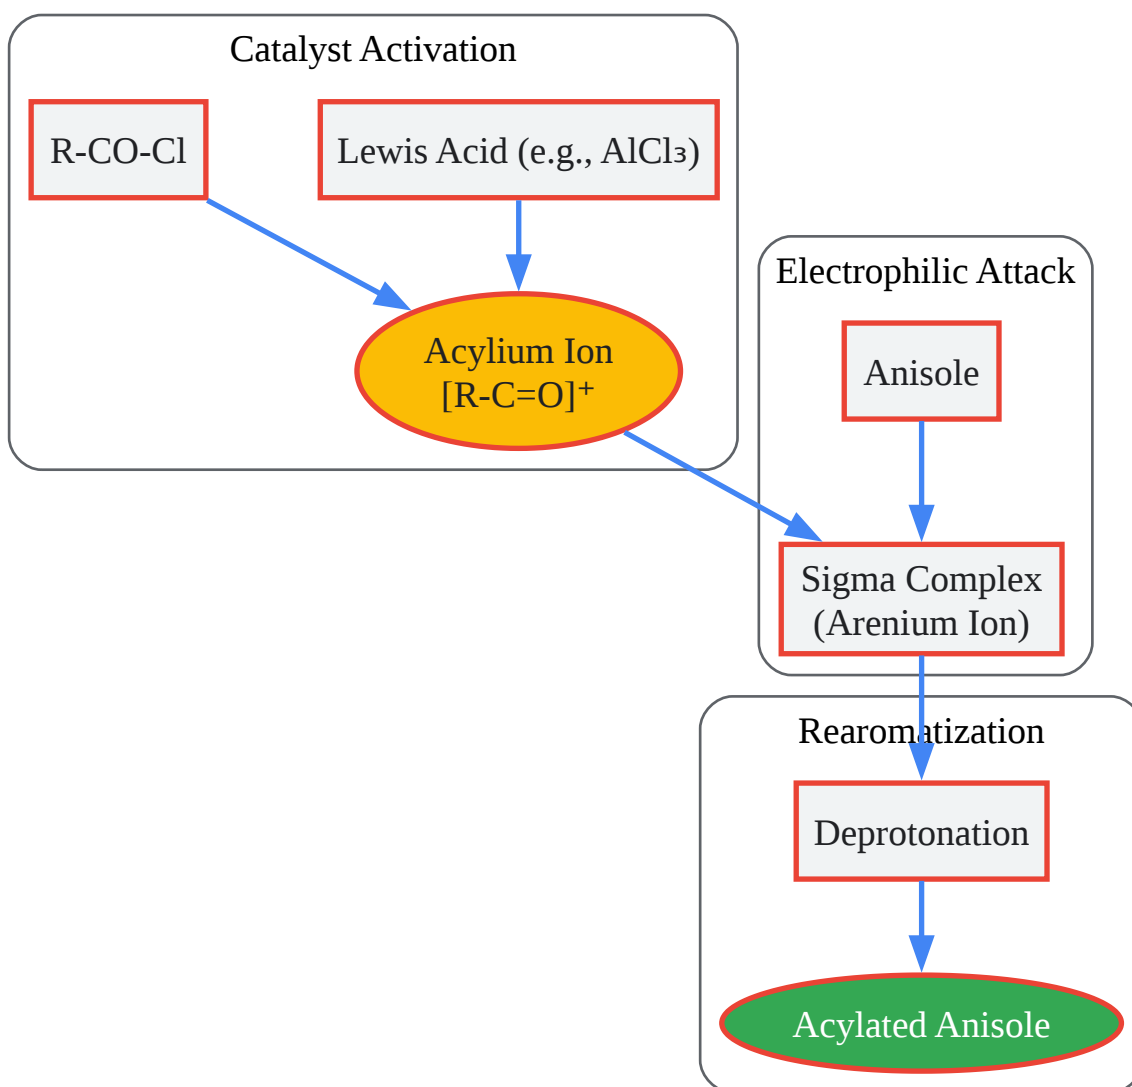 Catalyst Activation
R-CO-Cl
Lewis Acid (e.g., AlCl₃)
Acylium Ion
[R-C=O]⁺
Electrophilic Attack
Anisole
Sigma Complex
(Arenium Ion)
Rearomatization
Deprotonation
Acylated Anisole